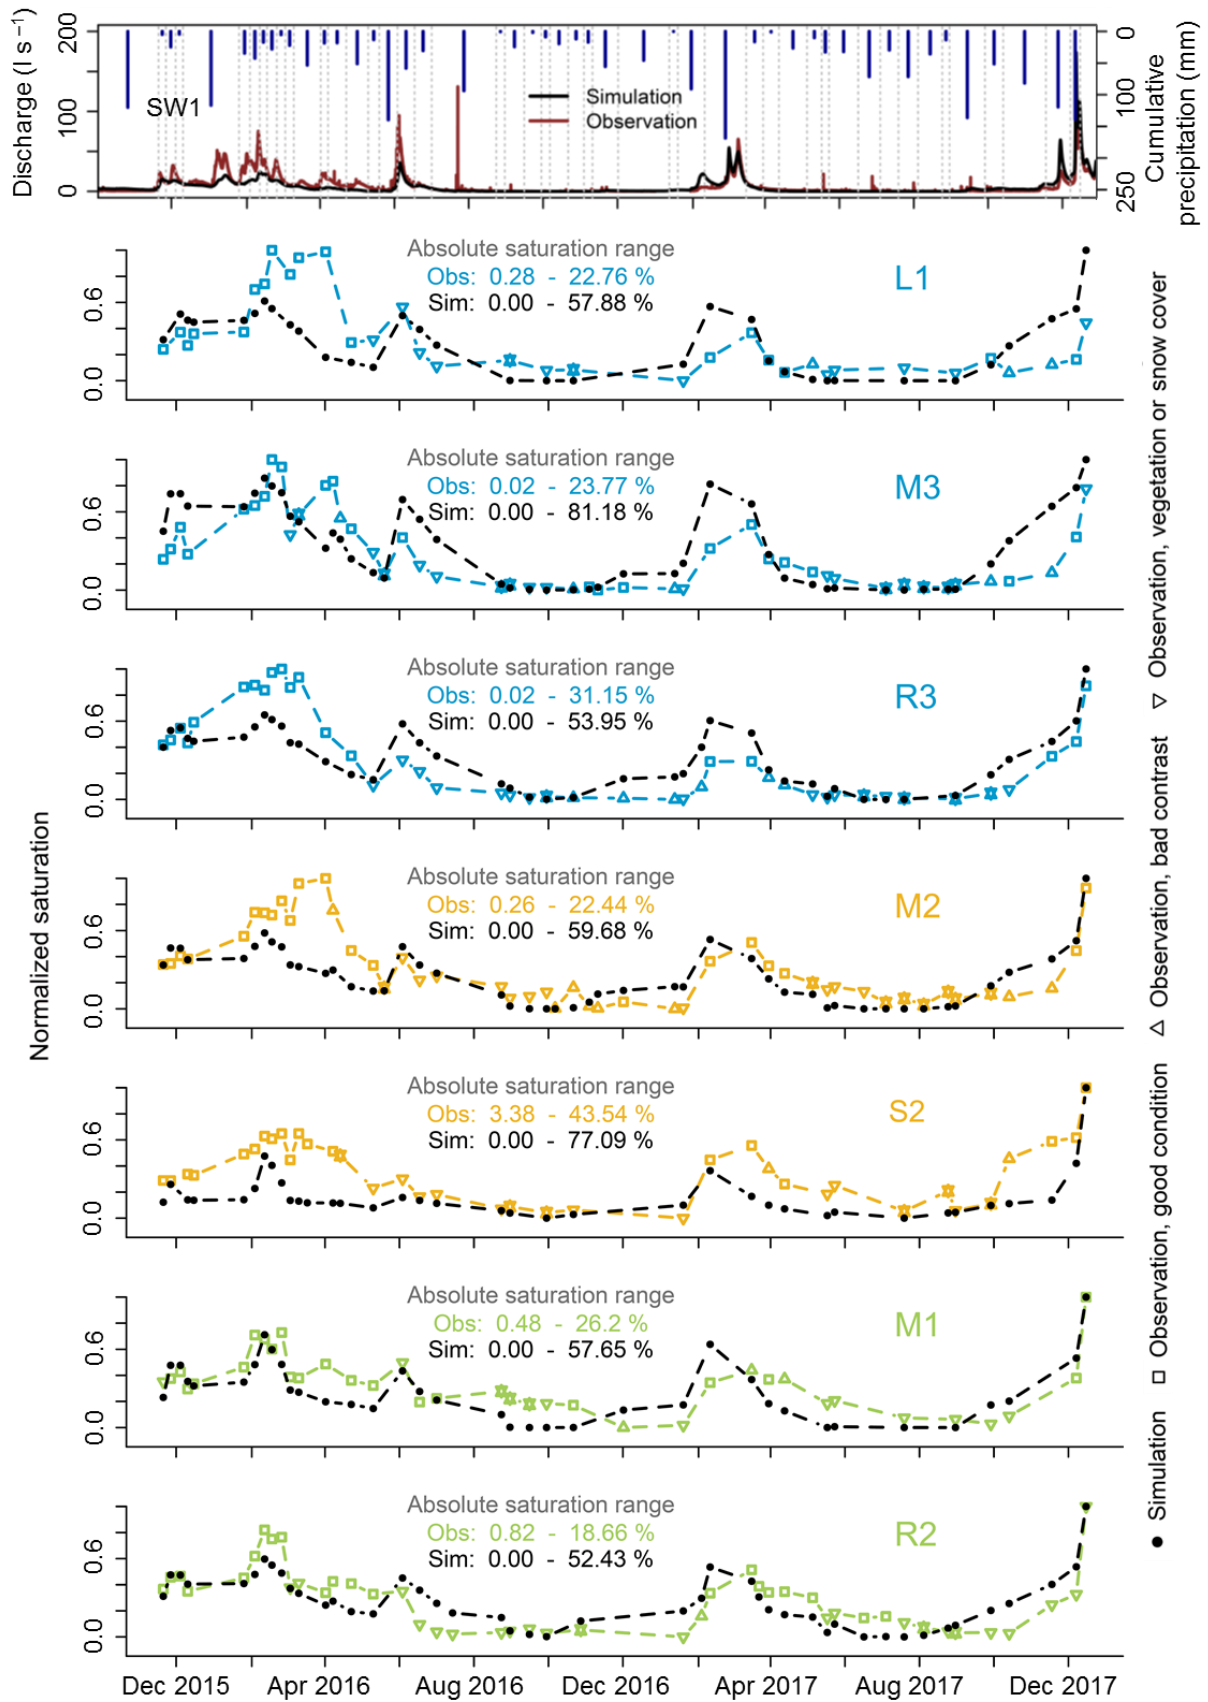 Discharge (l s⁻¹)
200
100
0
SW1
Simulation
Observation
0
100
250
Cumulative
precipitation (mm)
Normalized saturation
Absolute saturation range
Obs: 0.28 - 22.76 %
Sim: 0.00 - 57.88 %
L1
0.6
0.0
Absolute saturation range
Obs: 0.02 - 23.77 %
Sim: 0.00 - 81.18 %
M3
0.6
0.0
Absolute saturation range
Obs: 0.02 - 31.15 %
Sim: 0.00 - 53.95 %
R3
0.6
0.0
Absolute saturation range
Obs: 0.26 - 22.44 %
Sim: 0.00 - 59.68 %
M2
0.6
0.0
Absolute saturation range
Obs: 3.38 - 43.54 %
Sim: 0.00 - 77.09 %
S2
0.6
0.0
Absolute saturation range
Obs: 0.48 - 26.2 %
Sim: 0.00 - 57.65 %
M1
0.6
0.0
Absolute saturation range
Obs: 0.82 - 18.66 %
Sim: 0.00 - 52.43 %
R2
0.6
0.0
Dec 2015 Apr 2016 Aug 2016 Dec 2016 Apr 2017 Aug 2017 Dec 2017
Simulation Observation, good condition Observation, bad contrast Observation, vegetation or snow cover